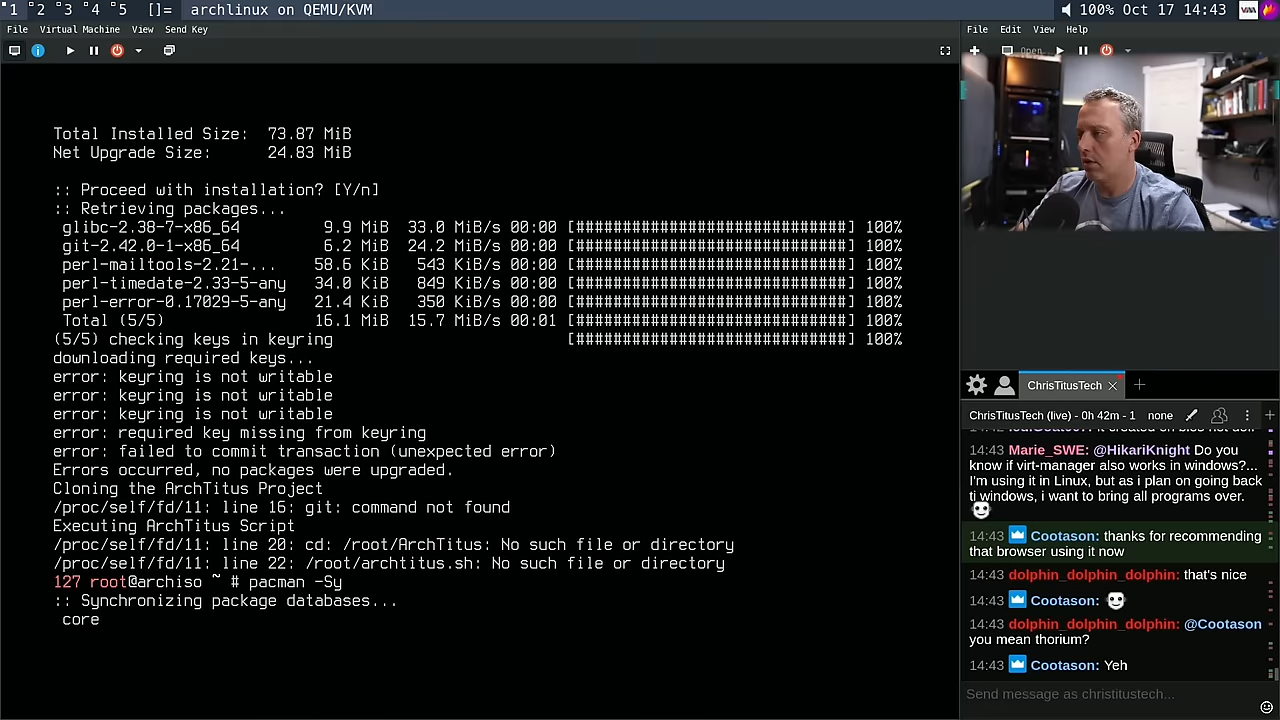 1 2 3 4 5 []= archlinux on QEMU/KVM
100% Oct 17 14:43
File Virtual Machine View Send Key
Total Installed Size: 73.87 MiB
Net Upgrade Size: 24.83 MiB
:: Proceed with installation? [Y/n]
:: Retrieving packages...
glibc-2.38-7-x86_64 9.9 MiB 33.0 MiB/s 00:00 [##############################] 100%
git-2.42.0-1-x86_64 6.2 MiB 24.2 MiB/s 00:00 [##############################] 100%
perl-mailtools-2.21-... 58.6 KiB 543 KiB/s 00:00 [##############################] 100%
perl-timedate-2.33-5-any 34.0 KiB 849 KiB/s 00:00 [##############################] 100%
perl-error-0.17029-5-any 21.4 KiB 350 KiB/s 00:00 [##############################] 100%
Total (5/5) 16.1 MiB 15.7 MiB/s 00:01 [##############################] 100%
(5/5) checking keys in keyring [##############################] 100%
downloading required keys...
error: keyring is not writable
error: keyring is not writable
error: keyring is not writable
error: required key missing from keyring
error: failed to commit transaction (unexpected error)
Errors occurred, no packages were upgraded.
Cloning the ArchTitus Project
/proc/self/fd/11: line 16: git: command not found
Executing ArchTitus Script
/proc/self/fd/11: line 20: cd: /root/ArchTitus: No such file or directory
/proc/self/fd/11: line 22: /root/archtitus.sh: No such file or directory
127 root@archiso ~ # pacman -Sy
:: Synchronizing package databases...
core
File Edit View Help
Open
ChrisTitusTech
ChrisTitusTech (live) - 0h 42m - 1 none
14:43 Marie_SWE: @HikariKnight Do you
know if virt-manager also works in windows?...
I'm using it in Linux, but as i plan on going back
ti windows, i want to bring all programs over.
14:43 Cootason: thanks for recommending
that browser using it now
14:43 dolphin_dolphin_dolphin: that's nice
14:43 Cootason:
14:43 dolphin_dolphin_dolphin: @Cootason
you mean thorium?
14:43 Cootason: Yeh
Send message as christitustech...